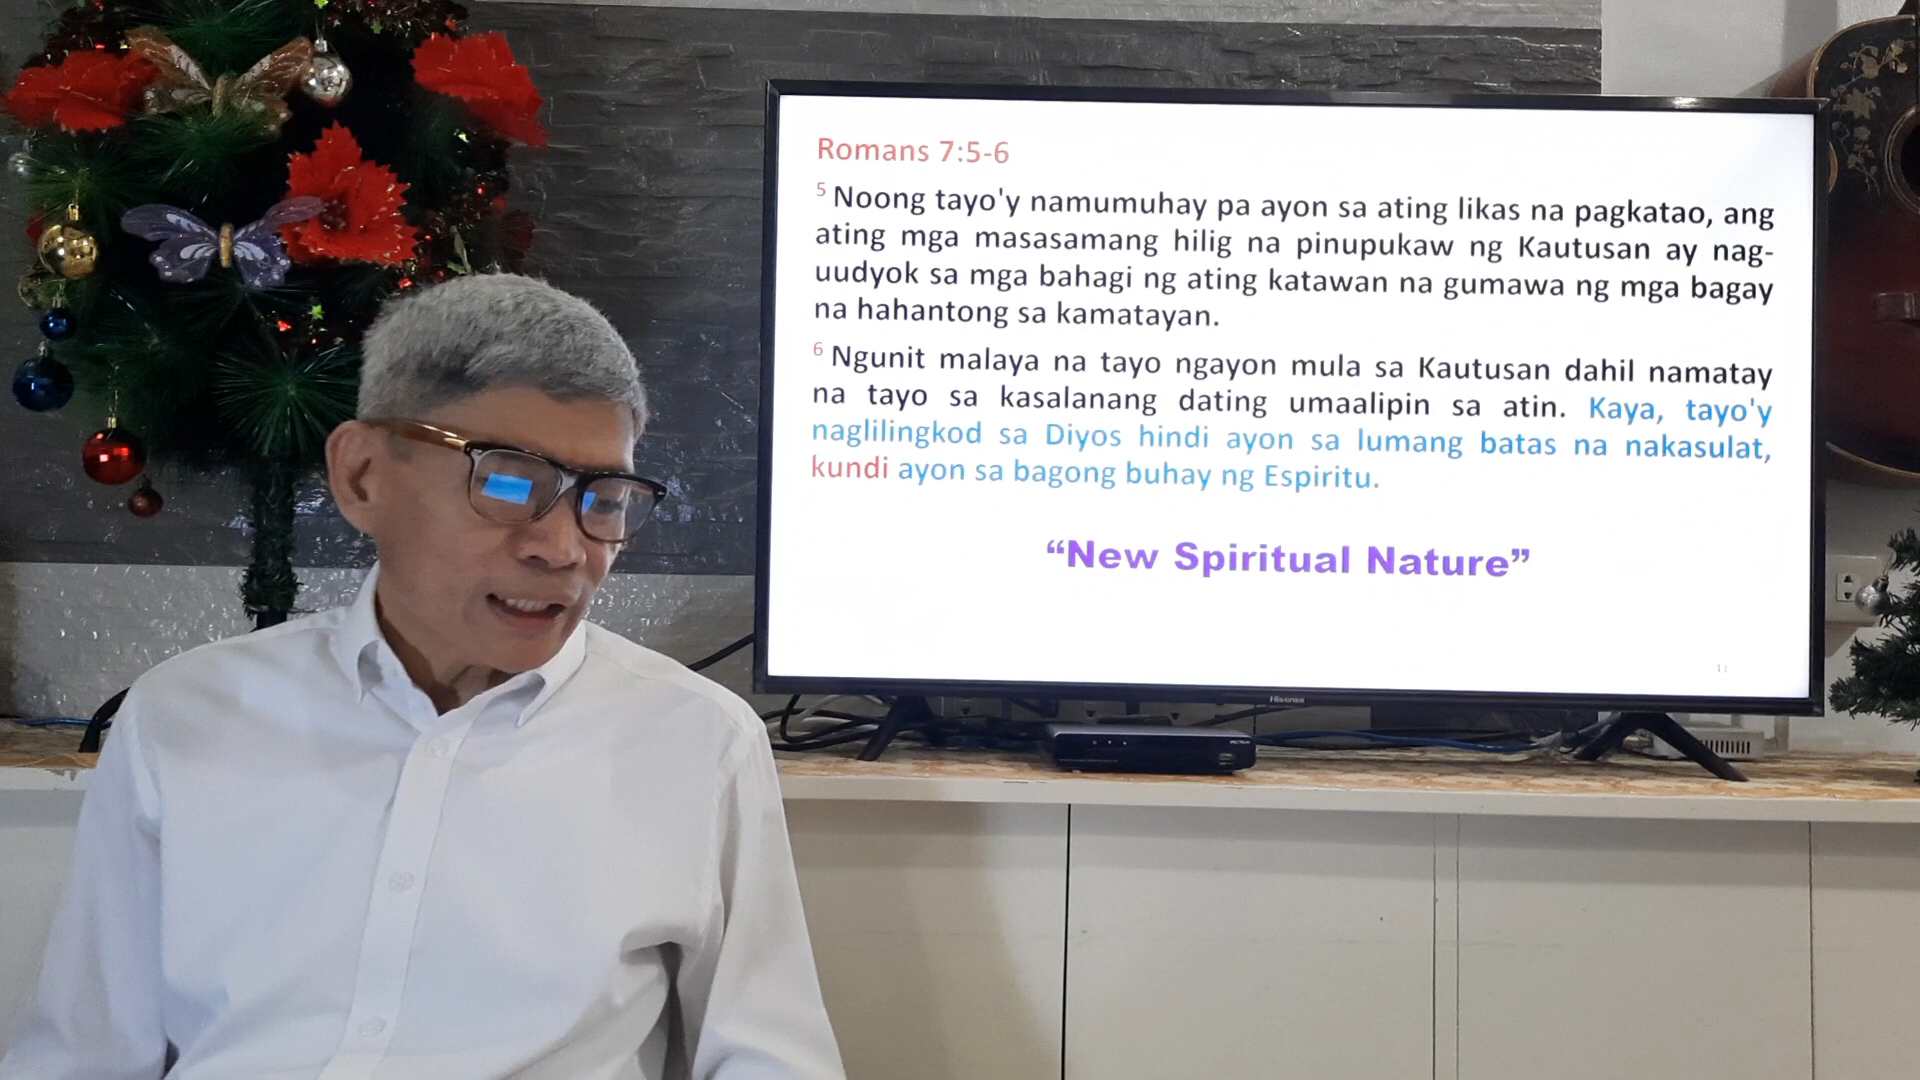 Romans 7:5-6
5 Noong tayo'y namumuhay pa ayon sa ating likas na pagkatao, ang
ating mga masasamang hilig na pinupukaw ng Kautusan ay nag-
uudyok sa mga bahagi ng ating katawan na gumawa ng mga bagay
na hahantong sa kamatayan.
6 Ngunit malaya na tayo ngayon mula sa Kautusan dahil namatay
na tayo sa kasalanang dating umaalipin sa atin. Kaya, tayo'y
naglilingkod sa Diyos hindi ayon sa lumang batas na nakasulat,
kundi ayon sa bagong buhay ng Espiritu.
“New Spiritual Nature”
11
Hisense